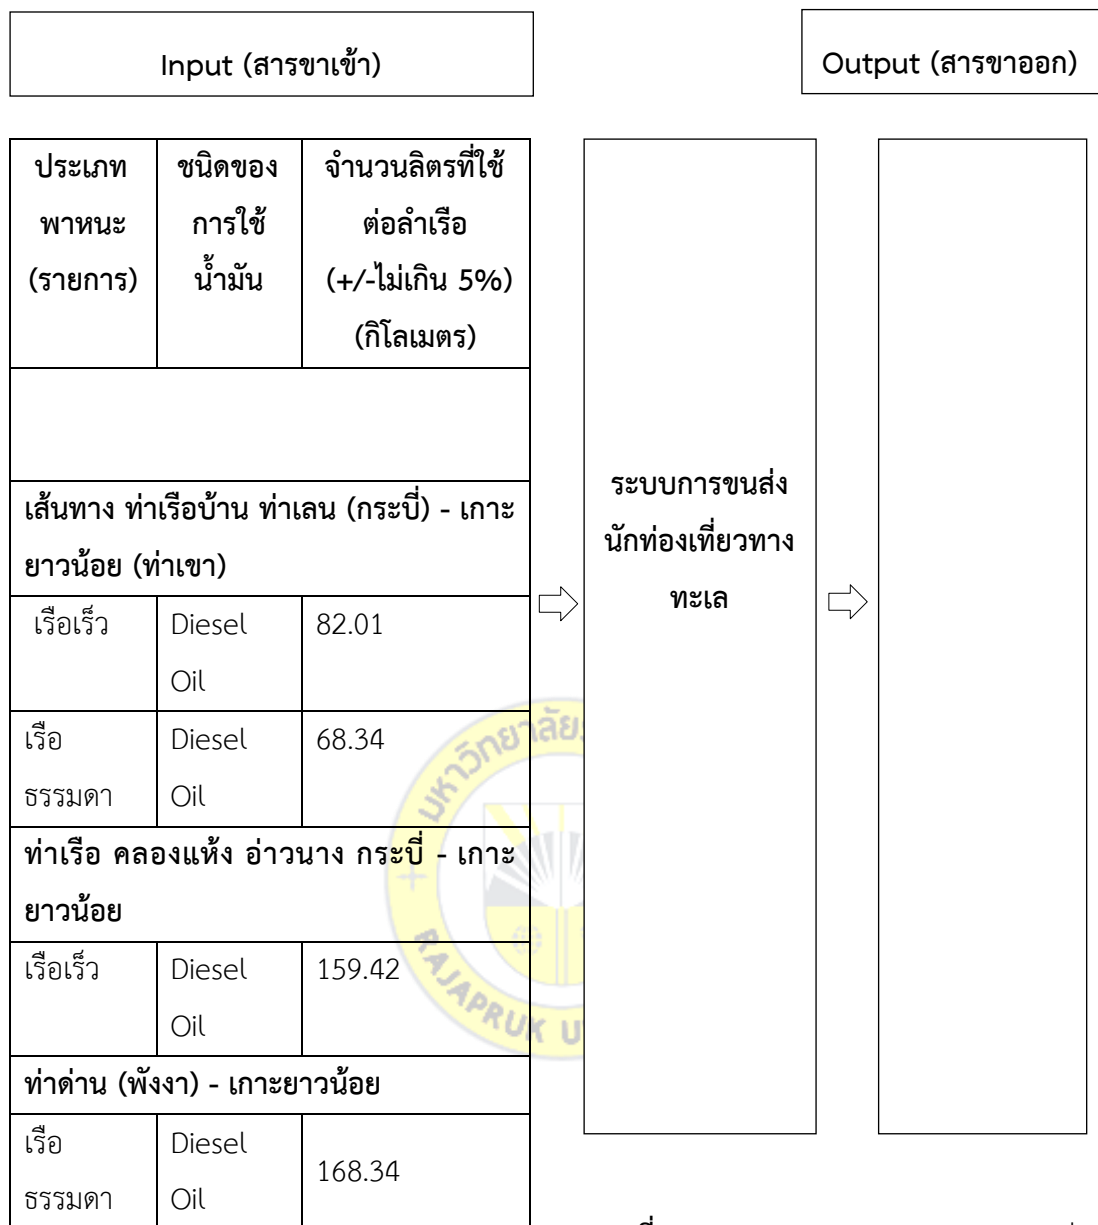 Input (สารขาเข้า)
Output (สารขาออก)
ประเภท
พาหนะ
(รายการ)
ชนิดของ
การใช้
น้ำมัน
จำนวนลิตรที่ใช้
ต่อลำเรือ
(+/-ไม่เกิน 5%)
(กิโลเมตร)
เส้นทาง ท่าเรือบ้าน ท่าเลน (กระบี่) - เกาะ
ยาวน้อย (ท่าเขา)
เรือเร็ว
Diesel
Oil
82.01
เรือ
ธรรมดา
Diesel
Oil
68.34
ท่าเรือ คลองแห้ง อ่าวนาง กระบี่ - เกาะ
ยาวน้อย
เรือเร็ว
Diesel
Oil
159.42
ท่าด่าน (พังงา) - เกาะยาวน้อย
เรือ
ธรรมดา
Diesel
Oil
168.34
ระบบการขนส่ง
นักท่องเที่ยวทาง
ทะเล
RAJAPRUK U